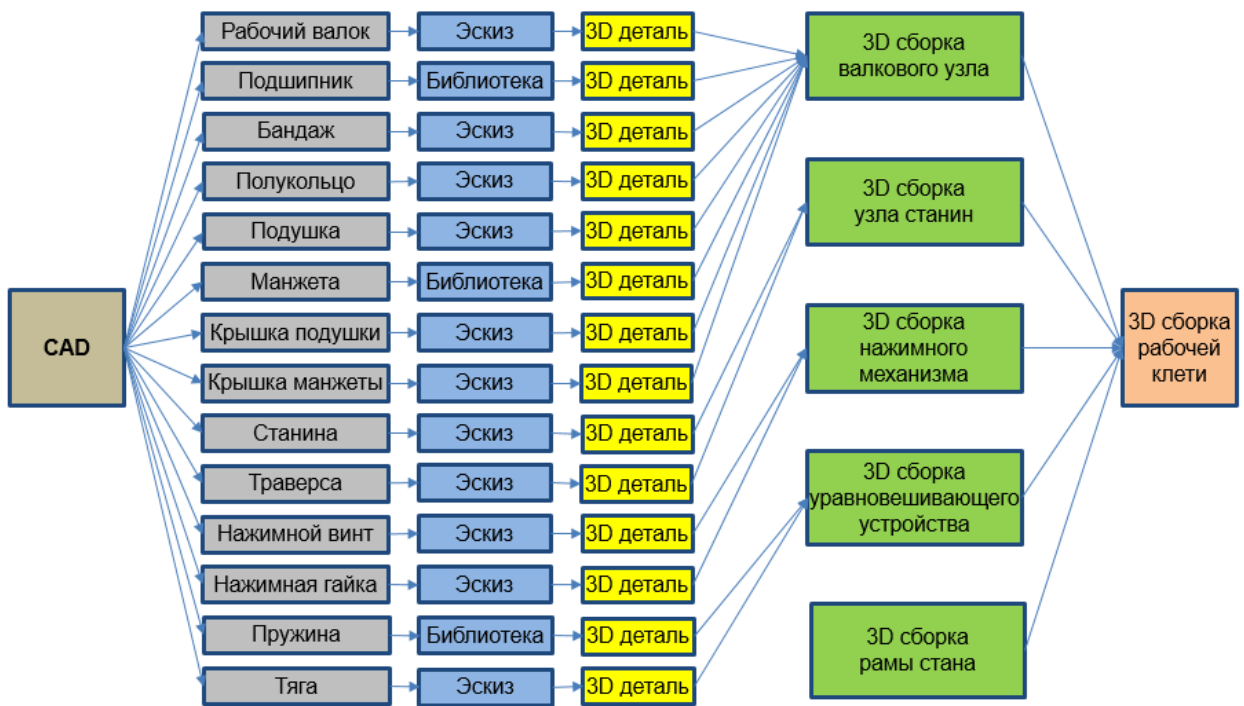 CAD
Рабочий валок
Эскиз
3D деталь
Подшипник
Библиотека
3D деталь
Бандаж
Эскиз
3D деталь
Полукольцо
Эскиз
3D деталь
Подушка
Эскиз
3D деталь
Манжета
Библиотека
3D деталь
Крышка подушки
Эскиз
3D деталь
Крышка манжеты
Эскиз
3D деталь
Станина
Эскиз
3D деталь
Траверса
Эскиз
3D деталь
Нажимной винт
Эскиз
3D деталь
Нажимная гайка
Эскиз
3D деталь
Пружина
Библиотека
3D деталь
Тяга
Эскиз
3D деталь
3D сборка
валкового узла
3D сборка
узла станин
3D сборка
нажимного
механизма
3D сборка
уравновешивающего
устройства
3D сборка
рамы стана
3D сборка
рабочей
клети